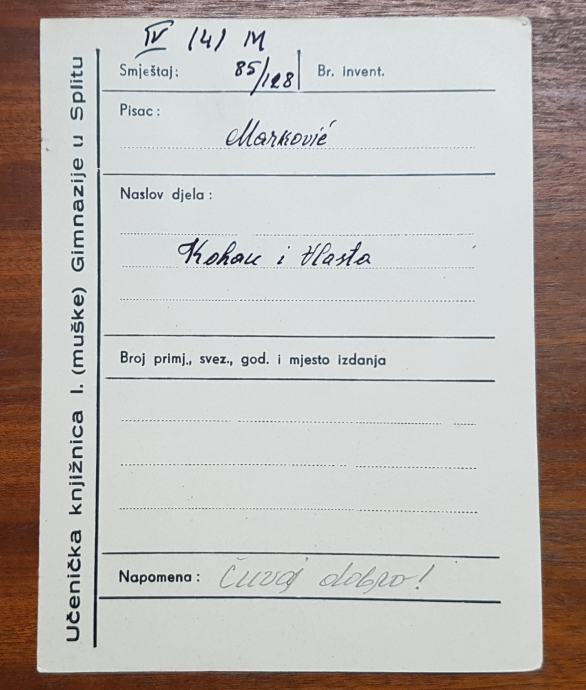 IV (4) M
Smještaj: 85/128 Br. invent.
Pisac:
Marković
Naslov djela:
Kohan i Vlasta
Broj primj., svez., god. i mjesto izdanja
Napomena: Čuvaj dobro!
Učenička knjižnica I. (muške) Gimnazije u Splitu